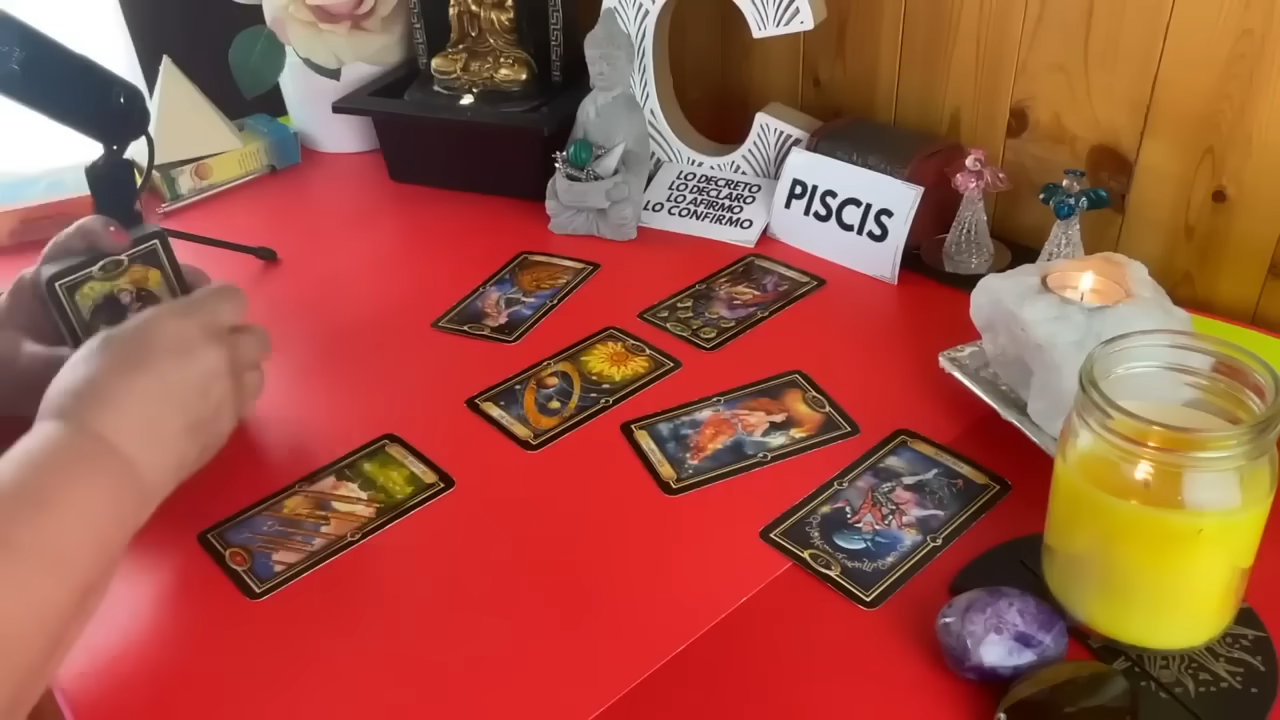 LO DECRETO
LO DECLARO
LO AFIRMO
LO CONFIRMO
PISCIS